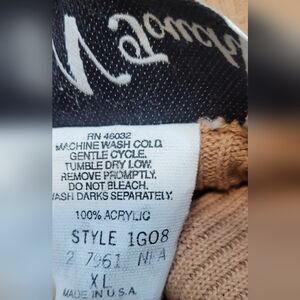 Touch
RN 46032
MACHINE WASH COLD.
GENTLE CYCLE.
TUMBLE DRY LOW.
REMOVE PROMPTLY.
DO NOT BLEACH.
WASH DARKS SEPARATELY.
100% ACRYLIC
STYLE 1G08
2 7961
XL
MADE IN U.S.A.